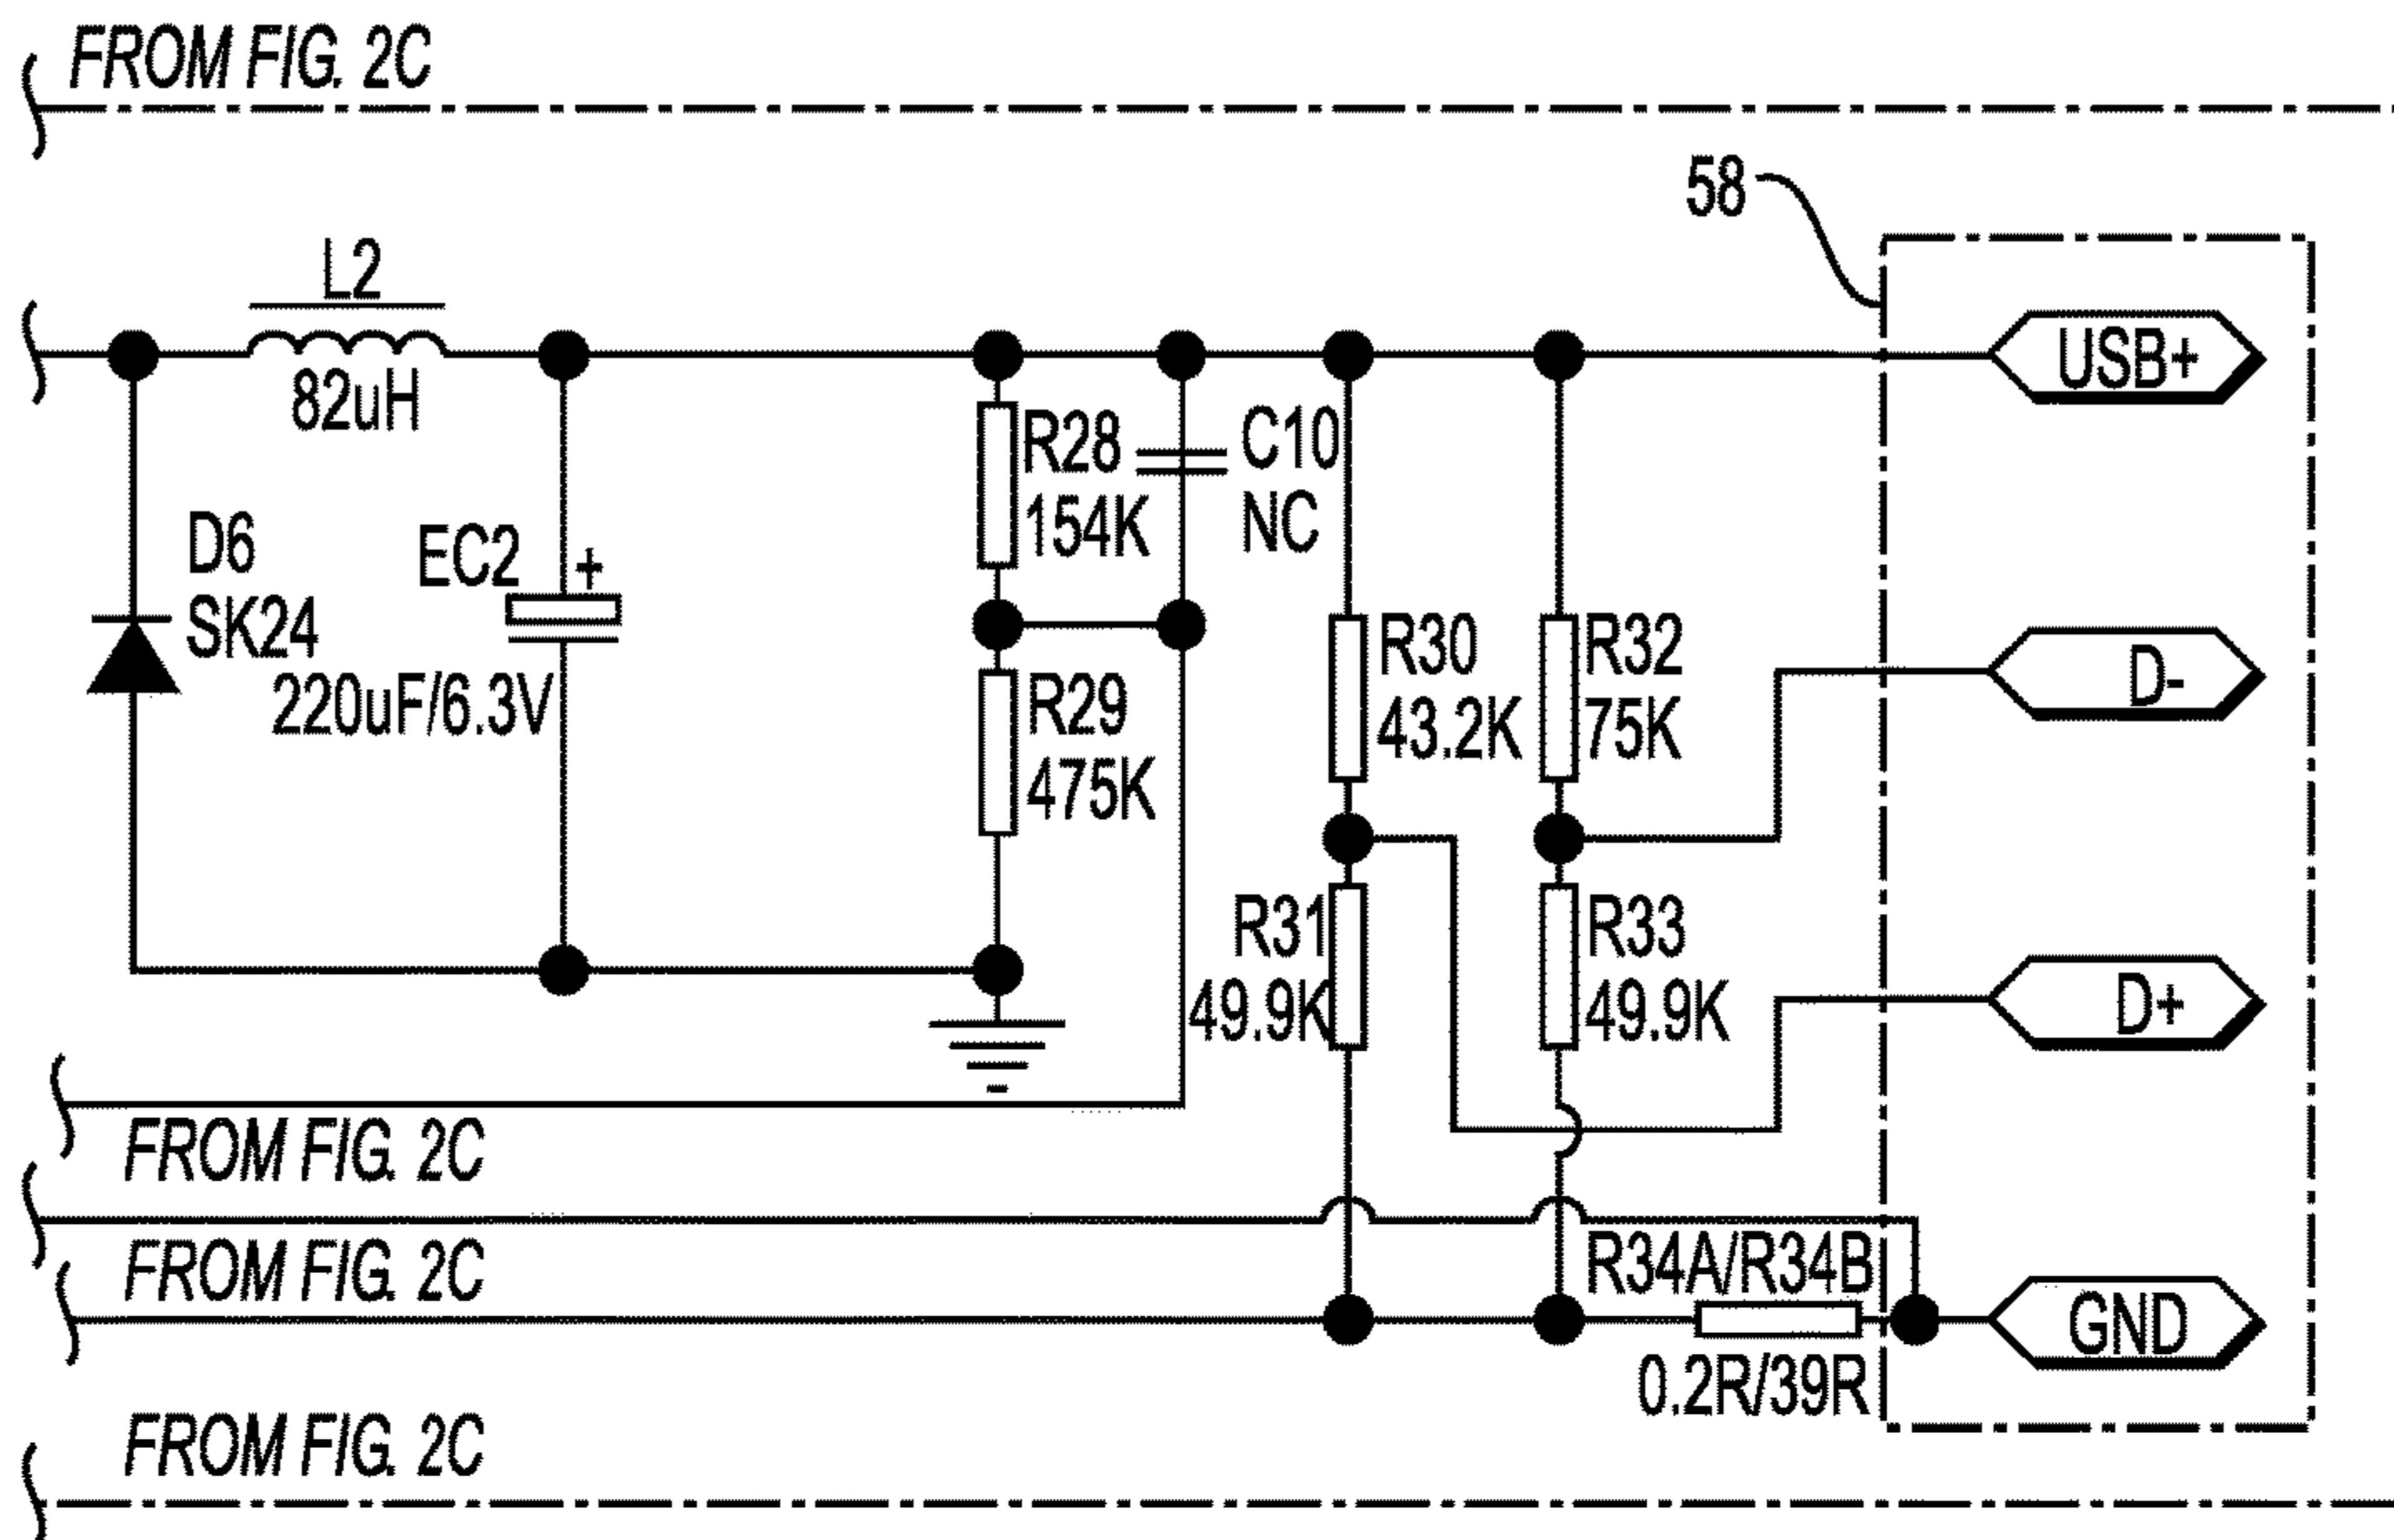 FROM FIG. 2C
58
L2
82uH
USB+
R28
154K
C10
NC
D6
SK24
EC2
+
220uF/6.3V
R29
475K
R30
43.2K
R32
75K
D-
R31
49.9K
R33
49.9K
D+
FROM FIG. 2C
FROM FIG. 2C
R34A/R34B
0.2R/39R
GND
FROM FIG. 2C